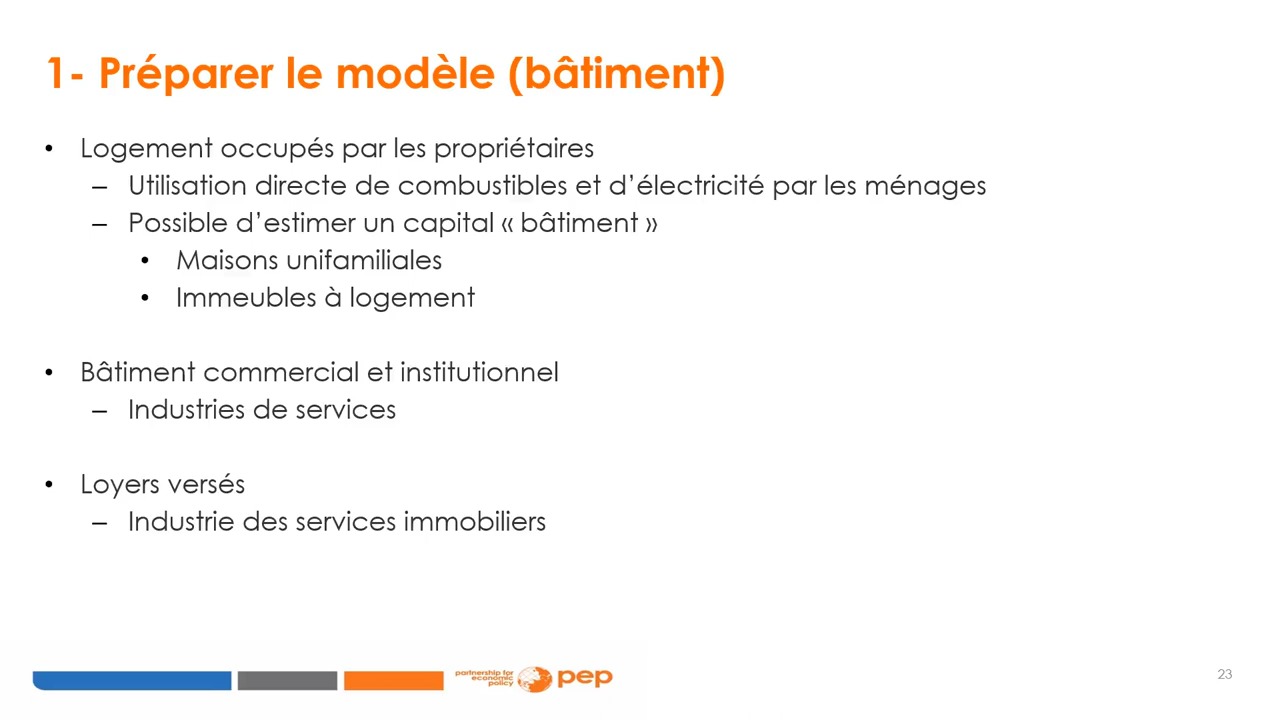 1- Préparer le modèle (bâtiment)
• Logement occupés par les propriétaires
– Utilisation directe de combustibles et d’électricité par les ménages
– Possible d’estimer un capital « bâtiment »
• Maisons unifamiliales
• Immeubles à logement
• Bâtiment commercial et institutionnel
– Industries de services
• Loyers versés
– Industrie des services immobiliers
partnership for
economic
policy
pep
23